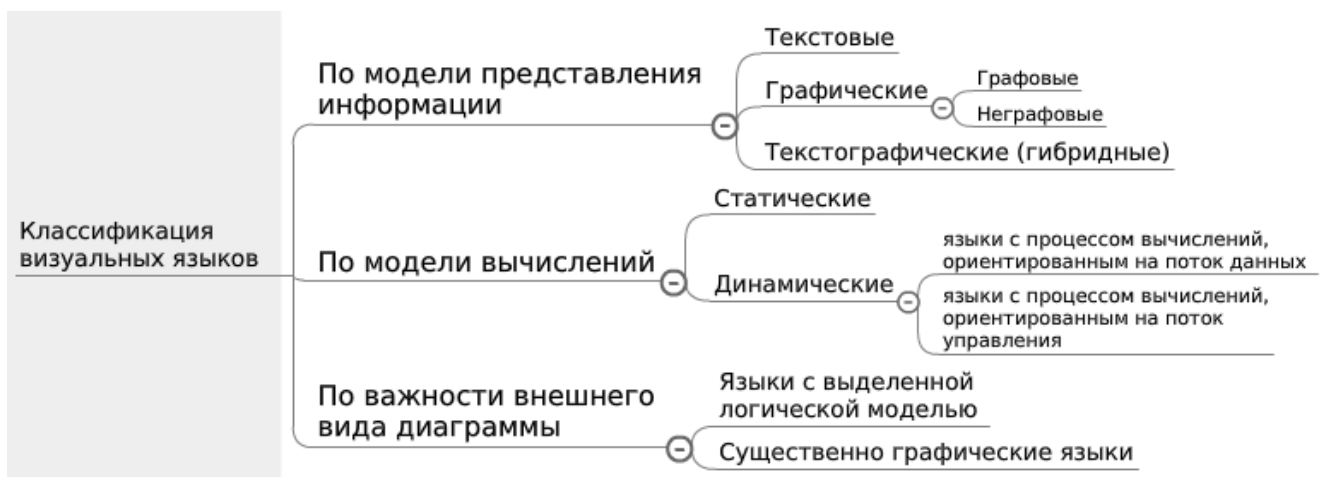 Классификация
визуальных языков
По модели представления
информации
Текстовые
Графические
Графовые
Неграфовые
Текстографические (гибридные)
По модели вычислений
Статические
Динамические
языки с процессом вычислений,
ориентированным на поток данных
языки с процессом вычислений,
ориентированным на поток
управления
По важности внешнего
вида диаграммы
Языки с выделенной
логической моделью
Существенно графические языки